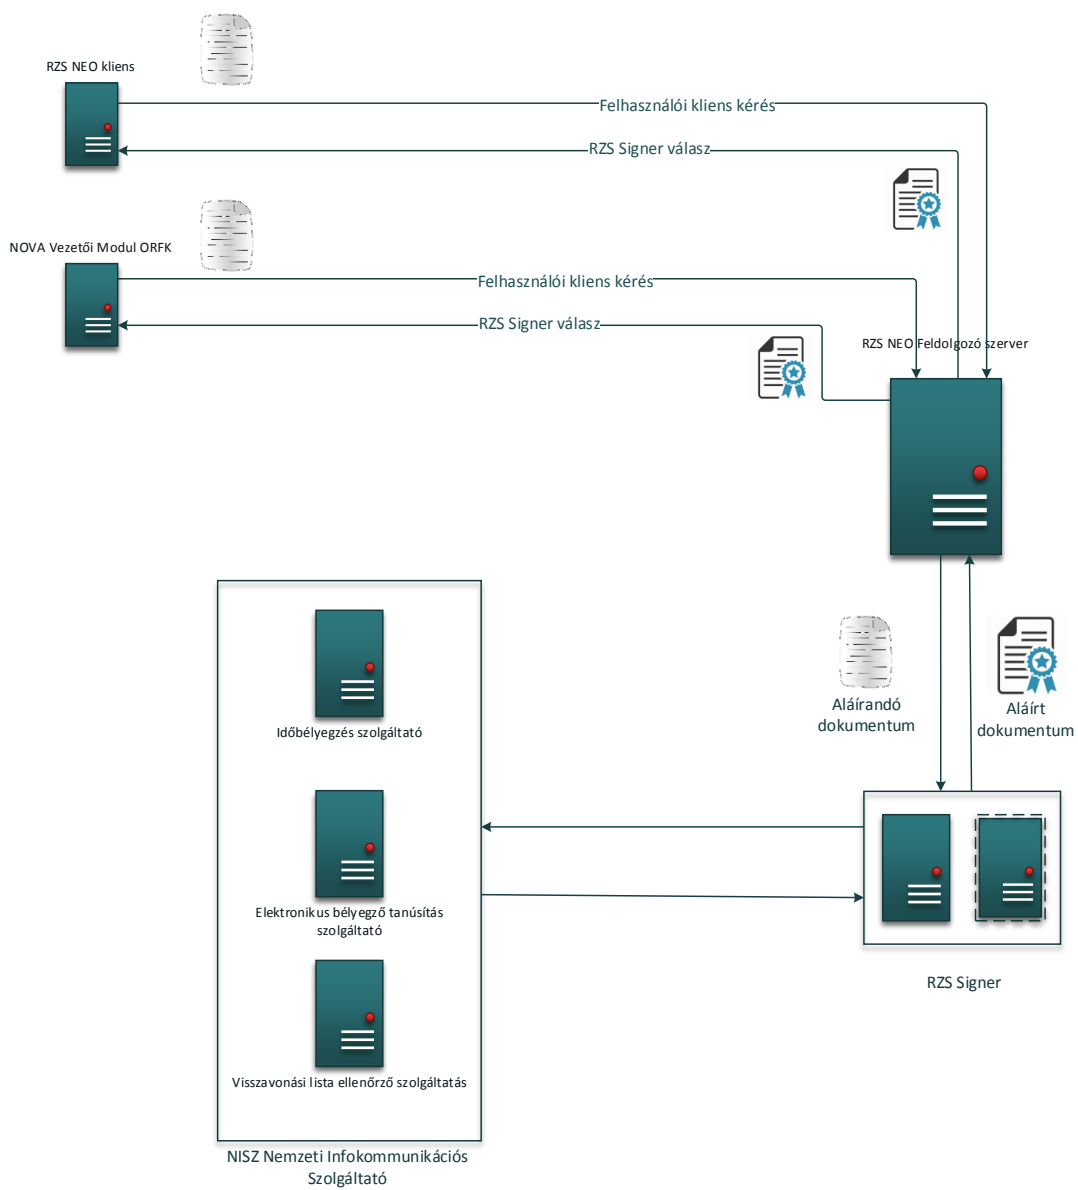 RZS NEO kliens
Felhasználói kliens kérés
RZS Signer válasz
NOVA Vezetői Modul ORFK
Felhasználói kliens kérés
RZS Signer válasz
RZS NEO Feldolgozó szerver
Aláírandó
dokumentum
Aláírt
dokumentum
Időbélyegzés szolgáltató
Elektronikus bélyegző tanúsítás
szolgáltató
Visszavonási lista ellenőrző szolgáltatás
RZS Signer
NISZ Nemzeti Infokommunikációs
Szolgáltató